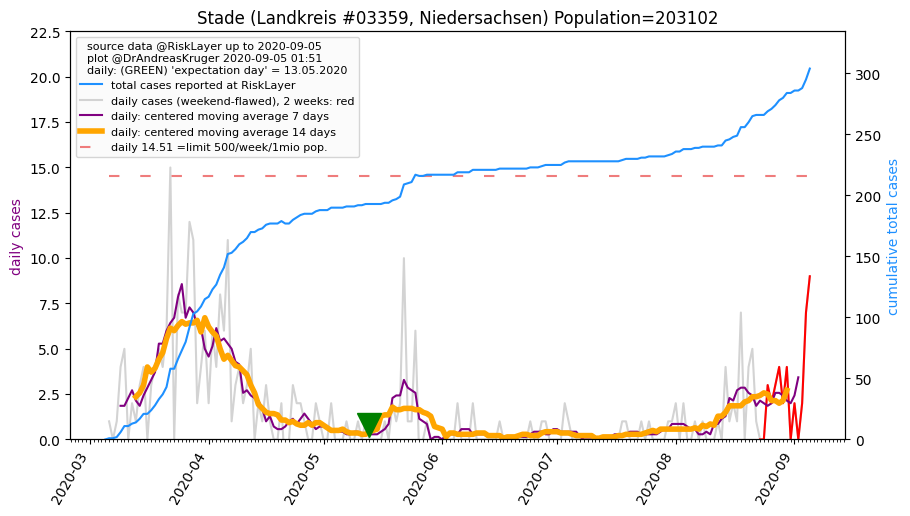 Stade (Landkreis #03359, Niedersachsen) Population=203102
source data @RiskLayer up to 2020-09-05
plot @DrAndreasKruger 2020-09-05 01:51
daily: (GREEN) 'expectation day' = 13.05.2020
total cases reported at RiskLayer
daily cases (weekend-flawed), 2 weeks: red
daily: centered moving average 7 days
daily: centered moving average 14 days
daily 14.51 =limit 500/week/1mio pop.
daily cases
22.5
20.0
17.5
15.0
12.5
10.0
7.5
5.0
2.5
0.0
cumulative total cases
300
250
200
150
100
50
0
2020-03
2020-04
2020-05
2020-06
2020-07
2020-08
2020-09